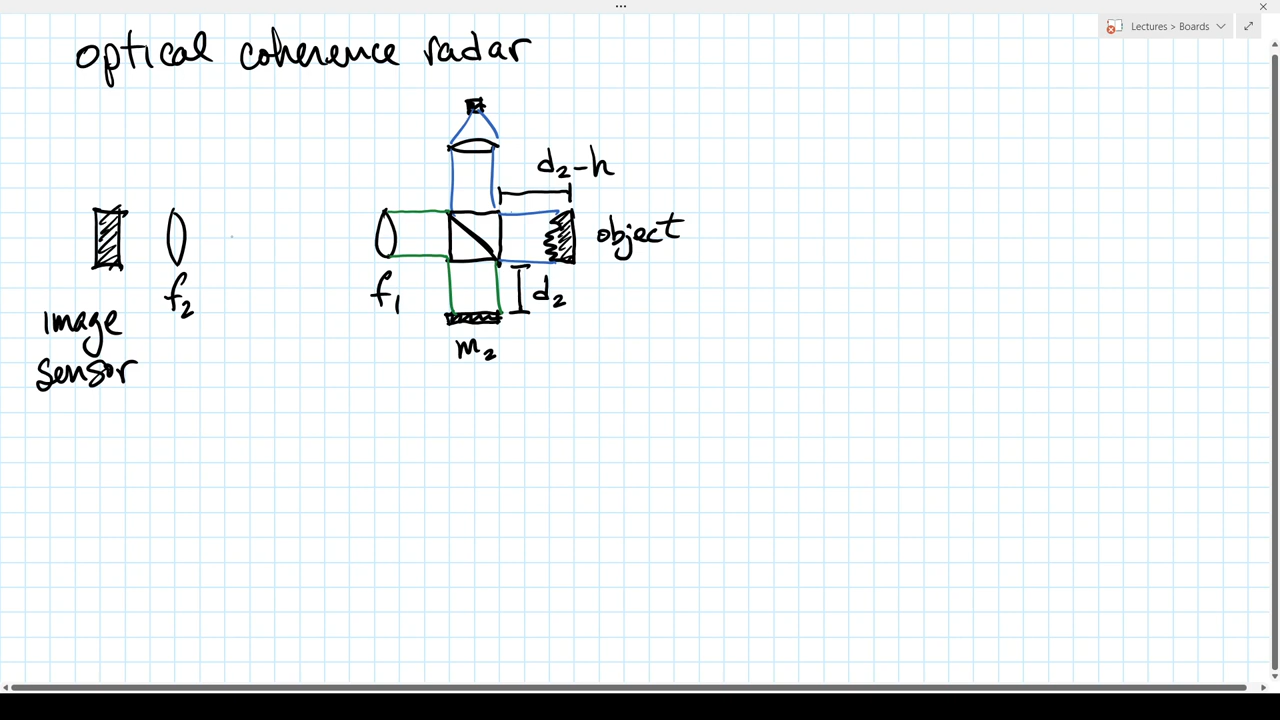 optical coherence radar
Lectures > Boards
d₂-h
object
f₂
f₁
d₂
m₂
image
sensor